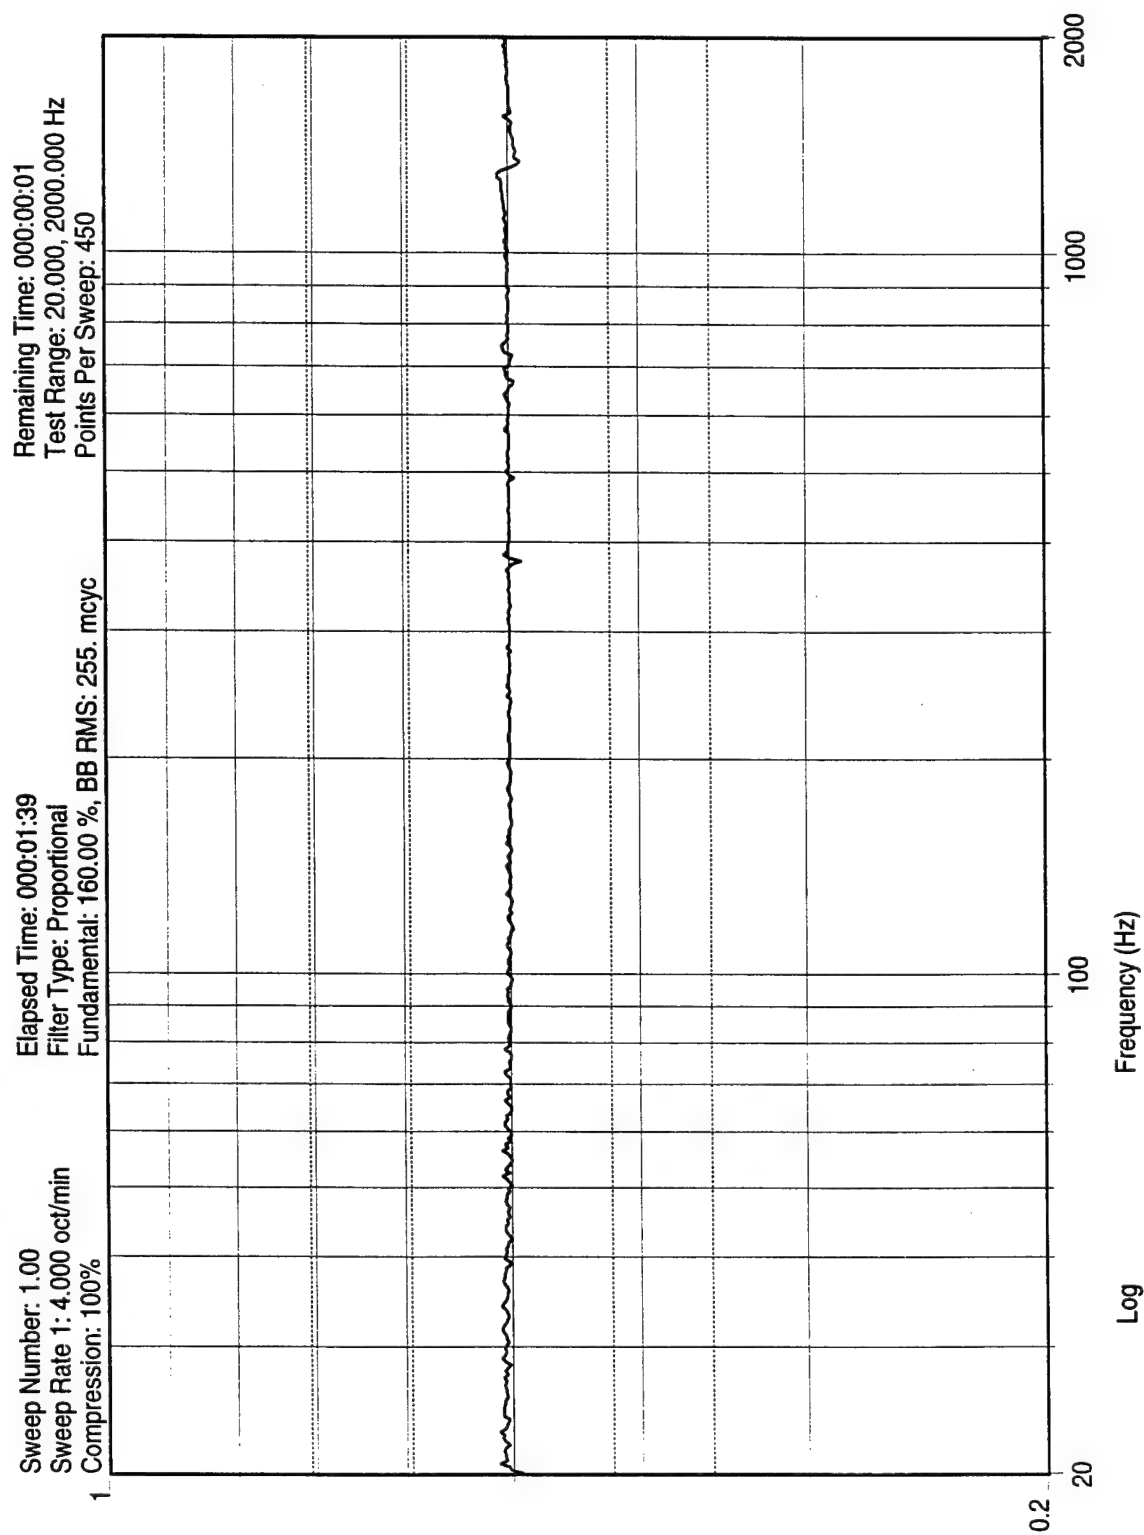 Sweep Number: 1.00
Sweep Rate 1: 4.000 oct/min
Compression: 100%
Elapsed Time: 000:01:39
Filter Type: Proportional
Fundamental: 160.00 %, BB RMS: 255. mcyc
Remaining Time: 000:00:01
Test Range: 20.000, 2000.000 Hz
Points Per Sweep: 450
1
0.2
20
100
1000
2000
Log
Frequency (Hz)